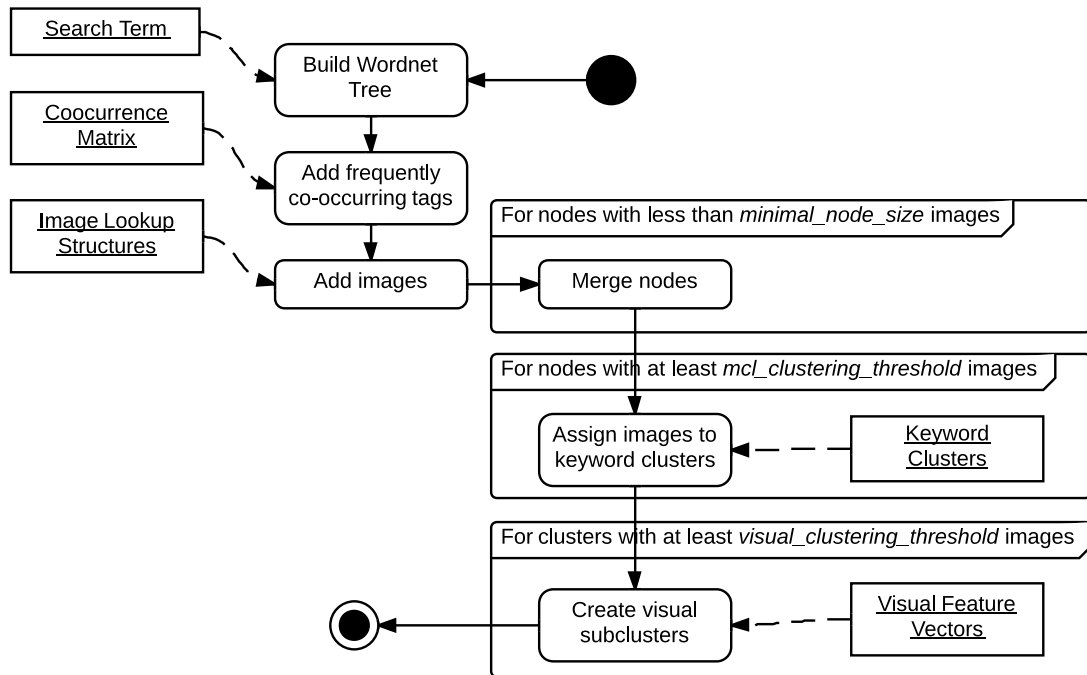 Search Term
Build Wordnet
Tree
Coocurrence
Matrix
Add frequently
co-occurring tags
Image Lookup
Structures
Add images
For nodes with less than minimal_node_size images
Merge nodes
For nodes with at least mcl_clustering_threshold images
Assign images to
keyword clusters
Keyword
Clusters
For clusters with at least visual_clustering_threshold images
Create visual
subclusters
Visual Feature
Vectors